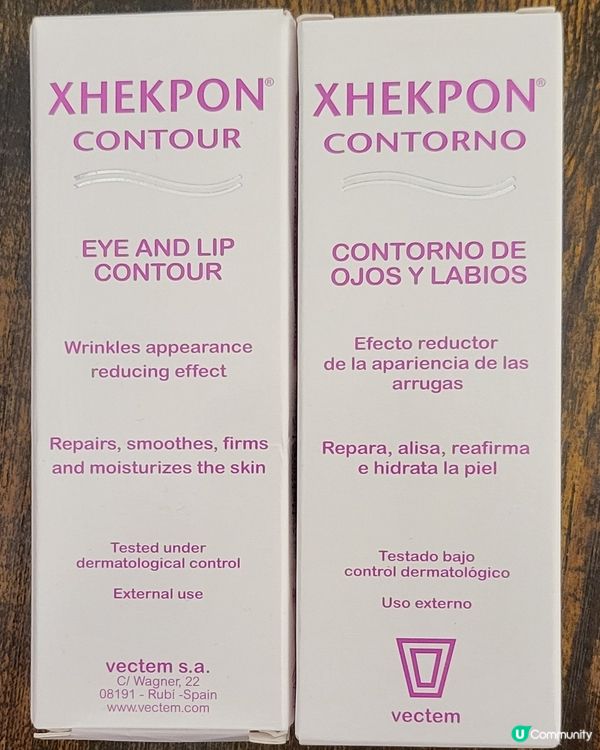 XHEKPON®
CONTOUR
EYE AND LIP
CONTOUR
Wrinkles appearance
reducing effect
Repairs, smoothes, firms
and moisturizes the skin
Tested under
dermatological control
External use
vectem s.a.
C/ Wagner, 22
08191 - Rubí -Spain
www.vectem.com
XHEKPON®
CONTORNO
CONTORNO DE
OJOS Y LABIOS
Efecto reductor
de la apariencia de las
arrugas
Repara, alisa, reafirma
e hidrata la piel
Testado bajo
control dermatológico
Uso externo
vectem
U Community